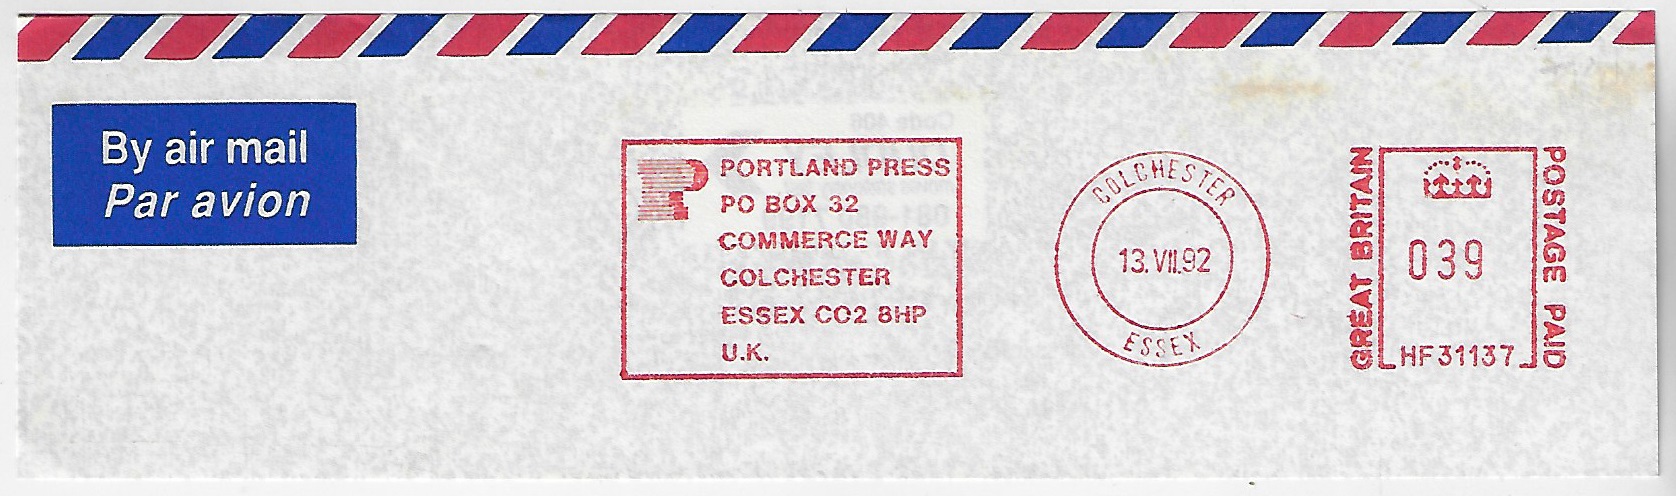 By air mail
Par avion
PORTLAND PRESS
PO BOX 32
COMMERCE WAY
COLCHESTER
ESSEX CO2 8HP
U.K.
COLCHESTER
13.VII.92
ESSEX
GREAT BRITAIN
039
HF31137
POSTAGE PAID